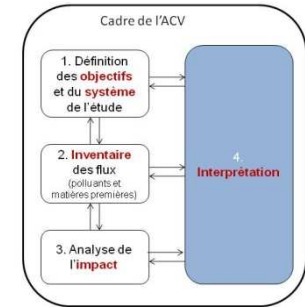 Cadre de l'ACV
1. Définition
des objectifs
et du système
de l'étude
2. Inventaire
des flux
(polluants et
matières premières)
3. Analyse de
l'impact
4.
Interprétation